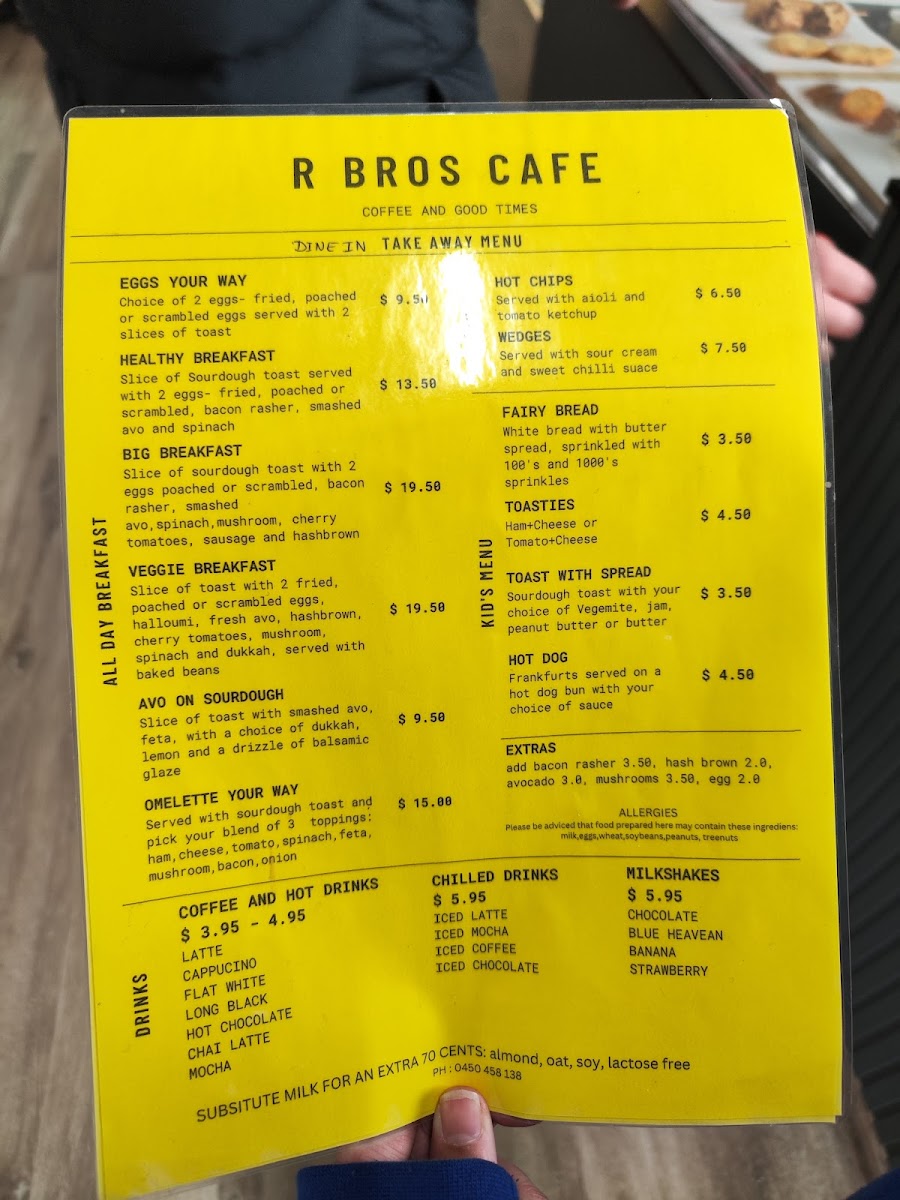 R BROS CAFE
COFFEE AND GOOD TIMES
DINE IN TAKE AWAY MENU
ALL DAY BREAKFAST
EGGS YOUR WAY
Choice of 2 eggs- fried, poached
or scrambled eggs served with 2
slices of toast
$ 9.50
HEALTHY BREAKFAST
Slice of Sourdough toast served
with 2 eggs- fried, poached or
scrambled, bacon rasher, smashed
avo and spinach
$ 13.50
BIG BREAKFAST
Slice of sourdough toast with 2
eggs poached or scrambled, bacon
rasher, smashed
avo,spinach,mushroom, cherry
tomatoes, sausage and hashbrown
$ 19.50
VEGGIE BREAKFAST
Slice of toast with 2 fried,
poached or scrambled eggs,
halloumi, fresh avo, hashbrown,
cherry tomatoes, mushroom,
spinach and dukkah, served with
baked beans
$ 19.50
AVO ON SOURDOUGH
Slice of toast with smashed avo,
feta, with a choice of dukkah,
lemon and a drizzle of balsamic
glaze
$ 9.50
OMELETTE YOUR WAY
Served with sourdough toast and
pick your blend of 3 toppings:
ham,cheese,tomato,spinach,feta,
mushroom,bacon,onion
$ 15.00
HOT CHIPS
Served with aioli and
tomato ketchup
$ 6.50
WEDGES
Served with sour cream
and sweet chilli suace
$ 7.50
KID'S MENU
FAIRY BREAD
White bread with butter
spread, sprinkled with
100's and 1000's
sprinkles
$ 3.50
TOASTIES
Ham+Cheese or
Tomato+Cheese
$ 4.50
TOAST WITH SPREAD
Sourdough toast with your
choice of Vegemite, jam,
peanut butter or butter
$ 3.50
HOT DOG
Frankfurts served on a
hot dog bun with your
choice of sauce
$ 4.50
EXTRAS
add bacon rasher 3.50, hash brown 2.0,
avocado 3.0, mushrooms 3.50, egg 2.0
ALLERGIES
Please be adviced that food prepared here may contain these ingrediens:
milk,eggs,wheat,soybeans,peanuts, treenuts
DRINKS
COFFEE AND HOT DRINKS
$ 3.95 - 4.95
LATTE
CAPPUCINO
FLAT WHITE
LONG BLACK
HOT CHOCOLATE
CHAI LATTE
MOCHA
CHILLED DRINKS
$ 5.95
ICED LATTE
ICED MOCHA
ICED COFFEE
ICED CHOCOLATE
MILKSHAKES
$ 5.95
CHOCOLATE
BLUE HEAVEAN
BANANA
STRAWBERRY
SUBSITUTE MILK FOR AN EXTRA 70 CENTS: almond, oat, soy, lactose free
PH : 0450 458 138